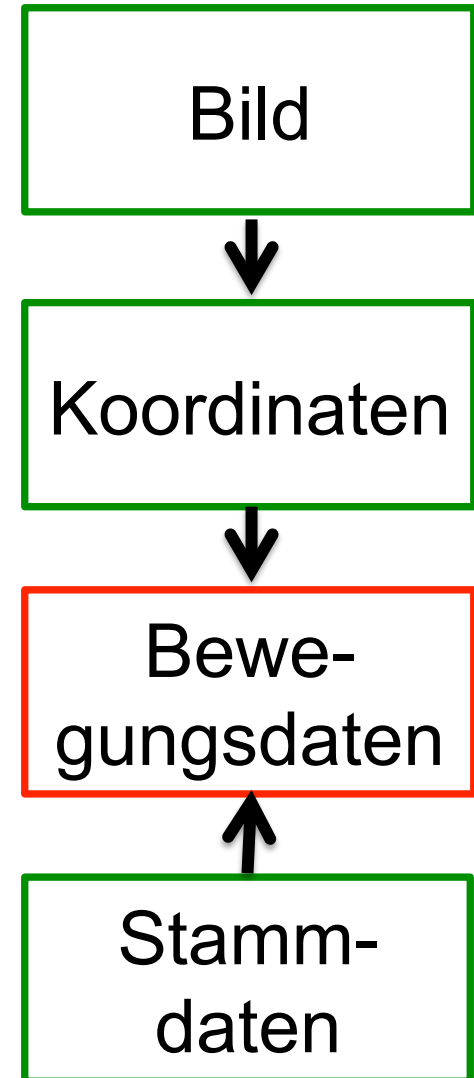 Bild
Koordinaten
Bewe-
gungsdaten
Stamm-
daten